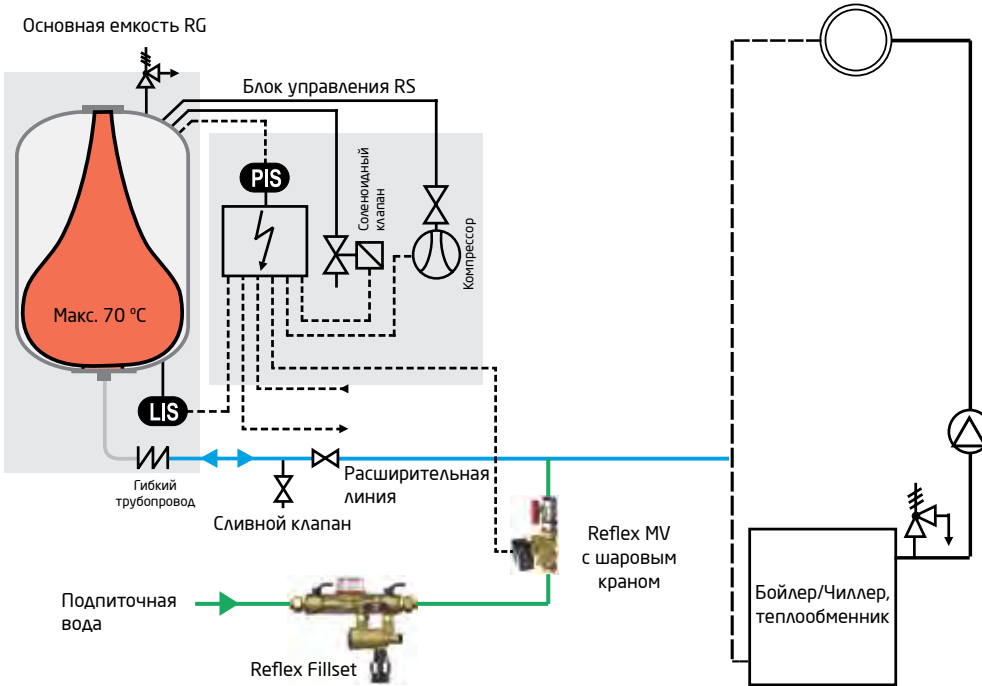 Основная емкость RG
Блок управления RS
PIS
Соленоидный
клапан
Компрессор
Макс. 70 °C
LIS
Гибкий
трубопровод
Расширительная
линия
Сливной клапан
Reflex MV
с шаровым
краном
Подпиточная
вода
Reflex Fillset
Бойлер/Чиллер,
теплообменник